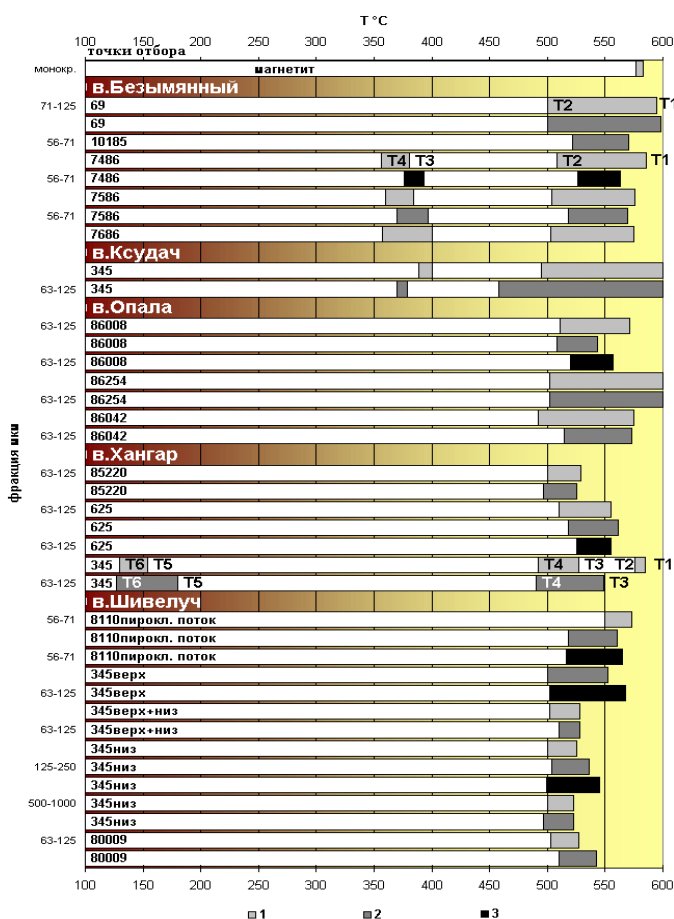 T °C
точки отбора
100 150 200 250 300 350 400 450 500 550 600
монокр. магнетит
в.Безымянный
71-125 69 T2 T1
69
56-71 10185
7486 T4 T3 T2 T1
56-71 7486
7586
56-71 7586
7686
в.Ксудач
345
63-125 345
в.Опала
63-125 86008
86008
63-125 86008
86254
63-125 86254
86042
63-125 86042
в.Хангар
63-125 85220
85220
63-125 625
625
63-125 625
345 T6 T5 T4 T3 T2 T1
63-125 345 T6 T5 T4 T3
в.Шивелуч
56-71 8110пирокл. поток
8110пирокл. поток
56-71 8110пирокл. поток
345верх
63-125 345верх
345верх+низ
63-125 345верх+низ
345низ
125-250 345низ
345низ
500-1000 345низ
345низ
63-125 80009
80009
100 150 200 250 300 350 400 450 500 550 600
фракция мкм
1 2 3